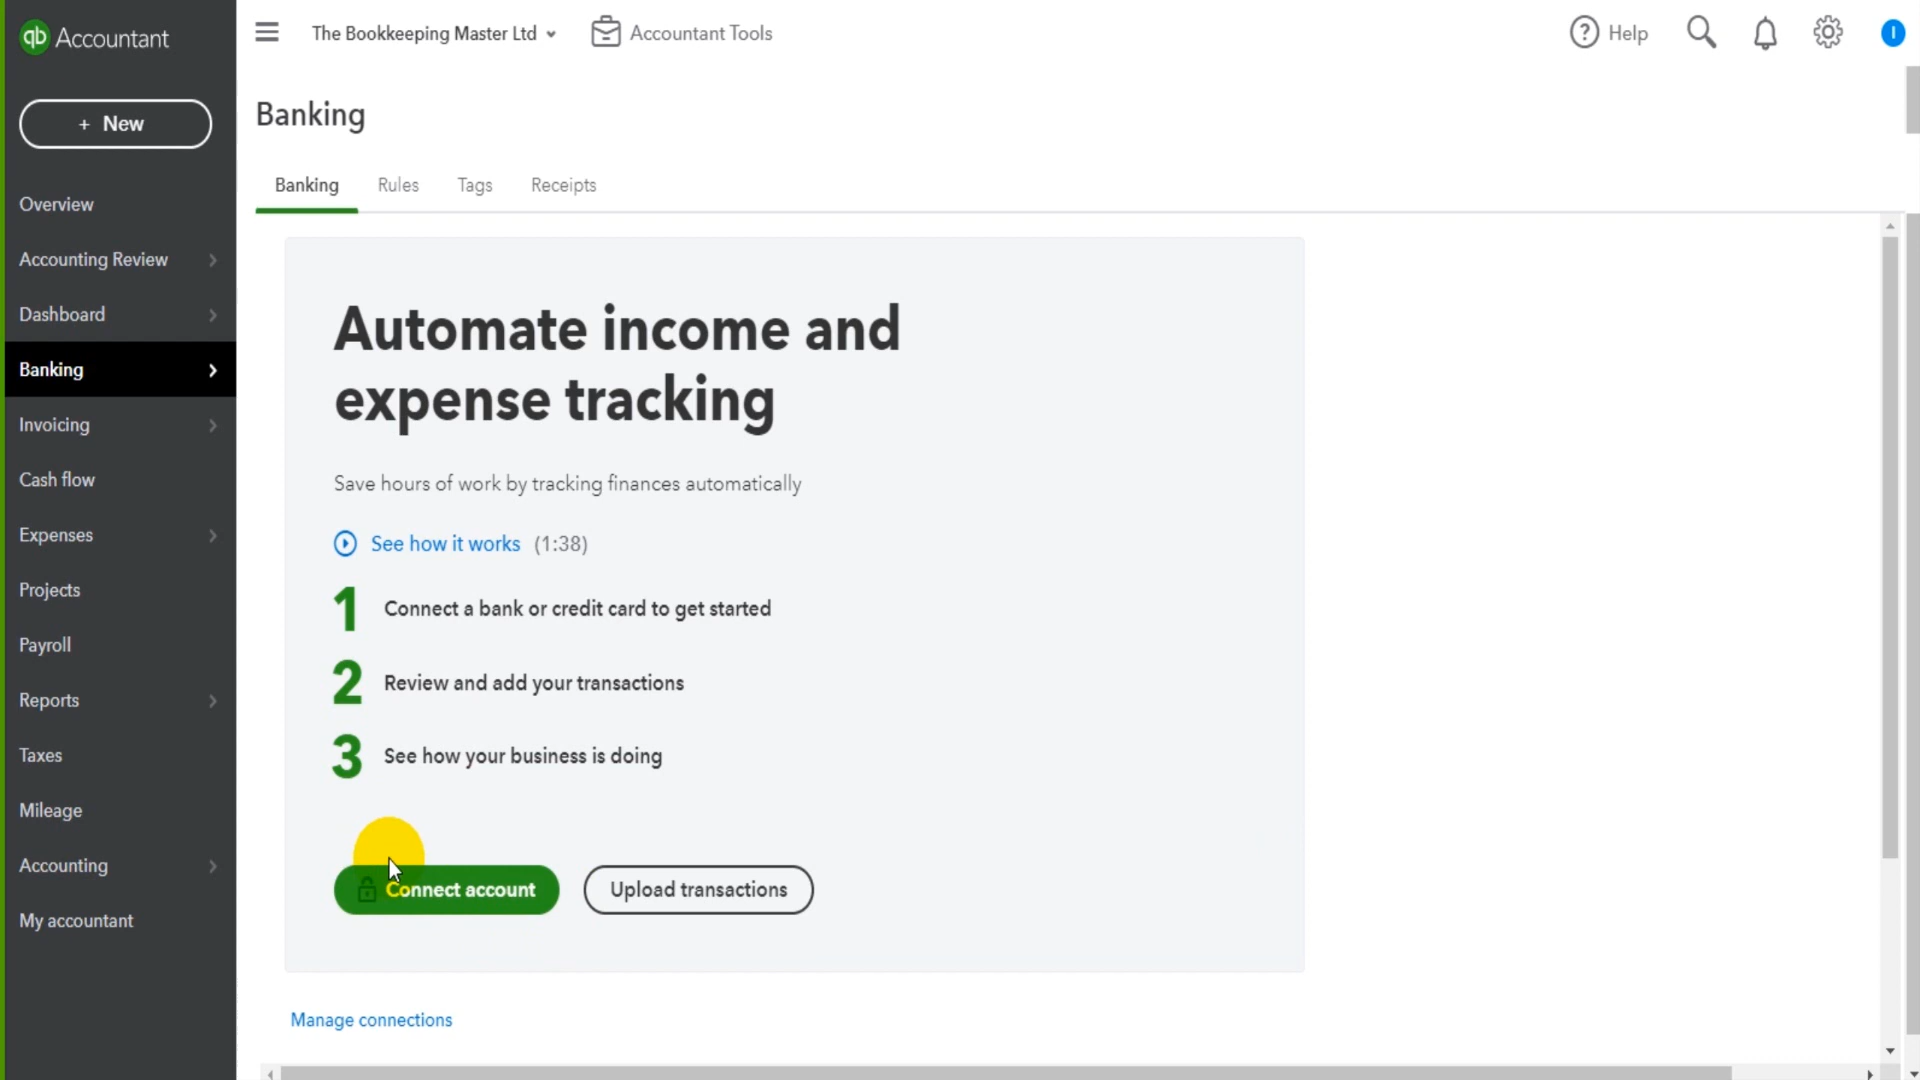 qb Accountant
The Bookkeeping Master Ltd
Accountant Tools
Help
I
+ New
Overview
Accounting Review
Dashboard
Banking
Invoicing
Cash flow
Expenses
Projects
Payroll
Reports
Taxes
Mileage
Accounting
My accountant
Banking
Banking Rules Tags Receipts
Automate income and
expense tracking
Save hours of work by tracking finances automatically
See how it works (1:38)
1 Connect a bank or credit card to get started
2 Review and add your transactions
3 See how your business is doing
Connect account
Upload transactions
Manage connections